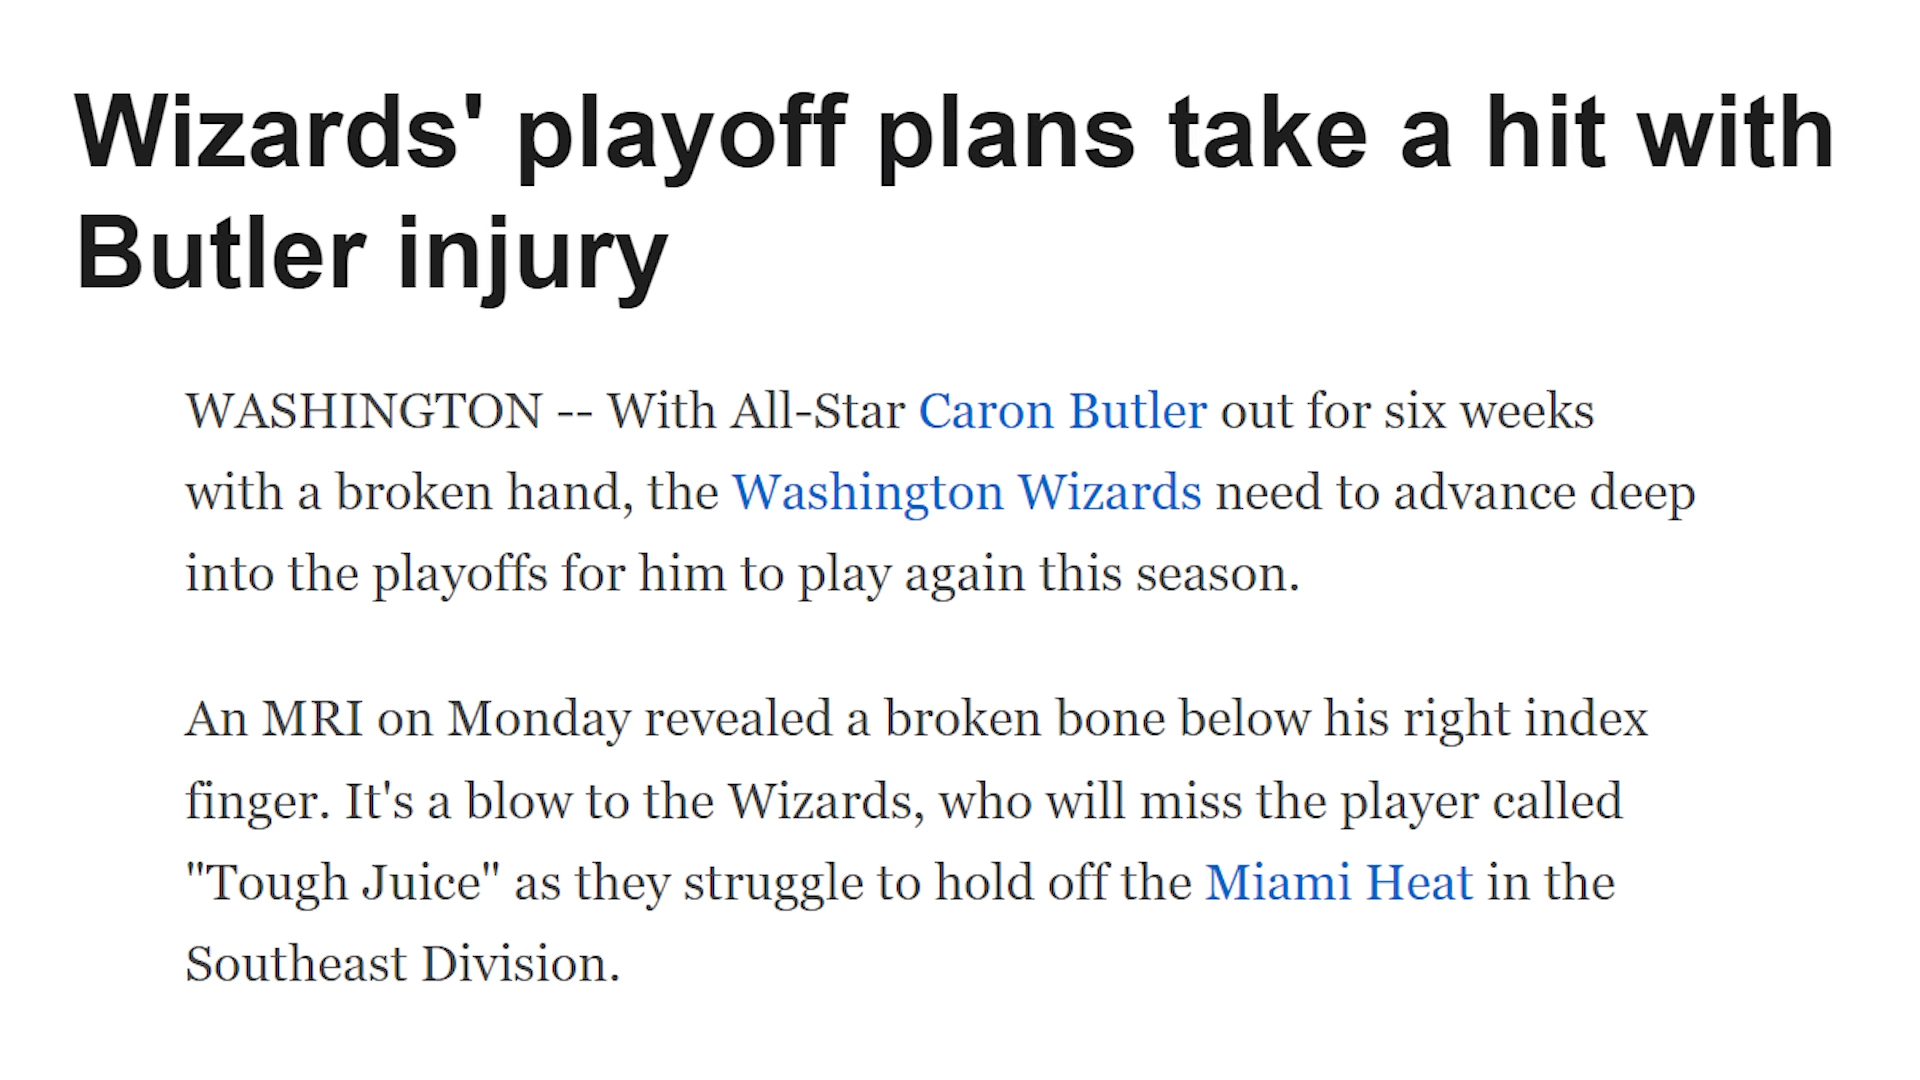 Wizards' playoff plans take a hit with
Butler injury
WASHINGTON -- With All-Star Caron Butler out for six weeks
with a broken hand, the Washington Wizards need to advance deep
into the playoffs for him to play again this season.
An MRI on Monday revealed a broken bone below his right index
finger. It's a blow to the Wizards, who will miss the player called
"Tough Juice" as they struggle to hold off the Miami Heat in the
Southeast Division.